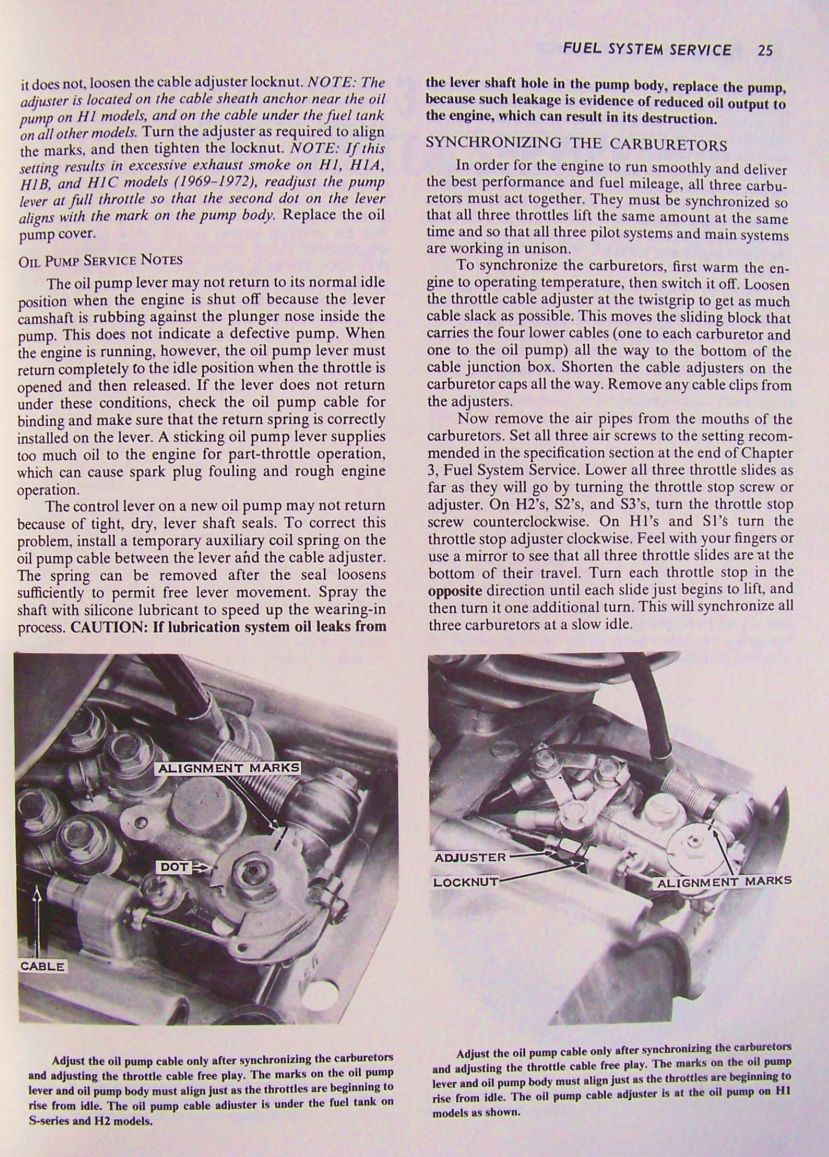 FUEL SYSTEM SERVICE 25
it does not, loosen the cable adjuster locknut. NOTE: The
adjuster is located on the cable sheath anchor near the oil
pump on H1 models, and on the cable under the fuel tank
on all other models. Turn the adjuster as required to align
the marks, and then tighten the locknut. NOTE: If this
setting results in excessive exhaust smoke on H1, H1A,
H1B, and H1C models (1969–1972), readjust the pump
lever at full throttle so that the second dot on the lever
aligns with the mark on the pump body. Replace the oil
pump cover.
OIL PUMP SERVICE NOTES
The oil pump lever may not return to its normal idle
position when the engine is shut off because the lever
camshaft is rubbing against the plunger nose inside the
pump. This does not indicate a defective pump. When
the engine is running, however, the oil pump lever must
return completely to the idle position when the throttle is
opened and then released. If the lever does not return
under these conditions, check the oil pump cable for
binding and make sure that the return spring is correctly
installed on the lever. A sticking oil pump lever supplies
too much oil to the engine for part-throttle operation,
which can cause spark plug fouling and rough engine
operation.
The control lever on a new oil pump may not return
because of tight, dry, lever shaft seals. To correct this
problem, install a temporary auxiliary coil spring on the
oil pump cable between the lever and the cable adjuster.
The spring can be removed after the seal loosens
sufficiently to permit free lever movement. Spray the
shaft with silicone lubricant to speed up the wearing-in
process. CAUTION: If lubrication system oil leaks from
the lever shaft hole in the pump body, replace the pump,
because such leakage is evidence of reduced oil output to
the engine, which can result in its destruction.
SYNCHRONIZING THE CARBURETORS
In order for the engine to run smoothly and deliver
the best performance and fuel mileage, all three carbu-
retors must act together. They must be synchronized so
that all three throttles lift the same amount at the same
time and so that all three pilot systems and main systems
are working in unison.
To synchronize the carburetors, first warm the en-
gine to operating temperature, then switch it off. Loosen
the throttle cable adjuster at the twistgrip to get as much
cable slack as possible. This moves the sliding block that
carries the four lower cables (one to each carburetor and
one to the oil pump) all the way to the bottom of the
cable junction box. Shorten the cable adjusters on the
carburetor caps all the way. Remove any cable clips from
the adjusters.
Now remove the air pipes from the mouths of the
carburetors. Set all three air screws to the setting recom-
mended in the specification section at the end of Chapter
3, Fuel System Service. Lower all three throttle slides as
far as they will go by turning the throttle stop screw or
adjuster. On H2's, S2's, and S3's, turn the throttle stop
screw counterclockwise. On H1's and S1's turn the
throttle stop adjuster clockwise. Feel with your fingers or
use a mirror to see that all three throttle slides are at the
bottom of their travel. Turn each throttle stop in the
opposite direction until each slide just begins to lift, and
then turn it one additional turn. This will synchronize all
three carburetors at a slow idle.
ALIGNMENT MARKS
DOT
CABLE
ADJUSTER
LOCKNUT
ALIGNMENT MARKS
Adjust the oil pump cable only after synchronizing the carburetors
and adjusting the throttle cable free play. The marks on the oil pump
lever and oil pump body must align just as the throttles are beginning to
rise from idle. The oil pump cable adjuster is under the fuel tank on
S-series and H2 models.
Adjust the oil pump cable only after synchronizing the carburetors
and adjusting the throttle cable free play. The marks on the oil pump
lever and oil pump body must align just as the throttles are beginning to
rise from idle. The oil pump cable adjuster is at the oil pump on H1
models as shown.